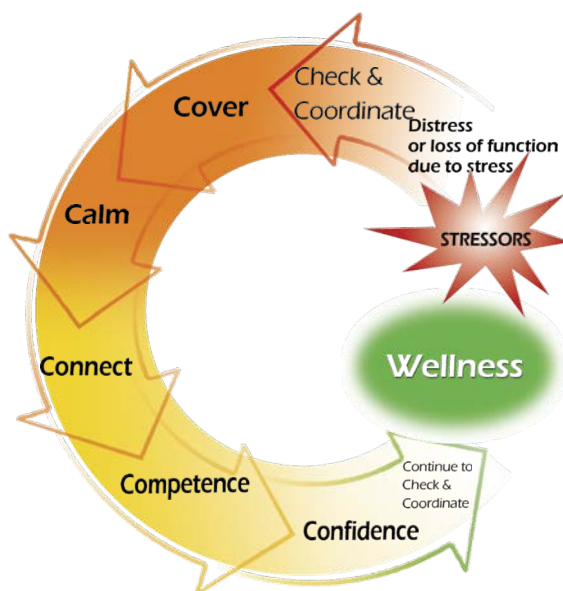 Distress
or loss of function
due to stress
STRESSORS
Check &
Coordinate
Cover
Calm
Connect
Competence
Confidence
Continue to
Check &
Coordinate
Wellness